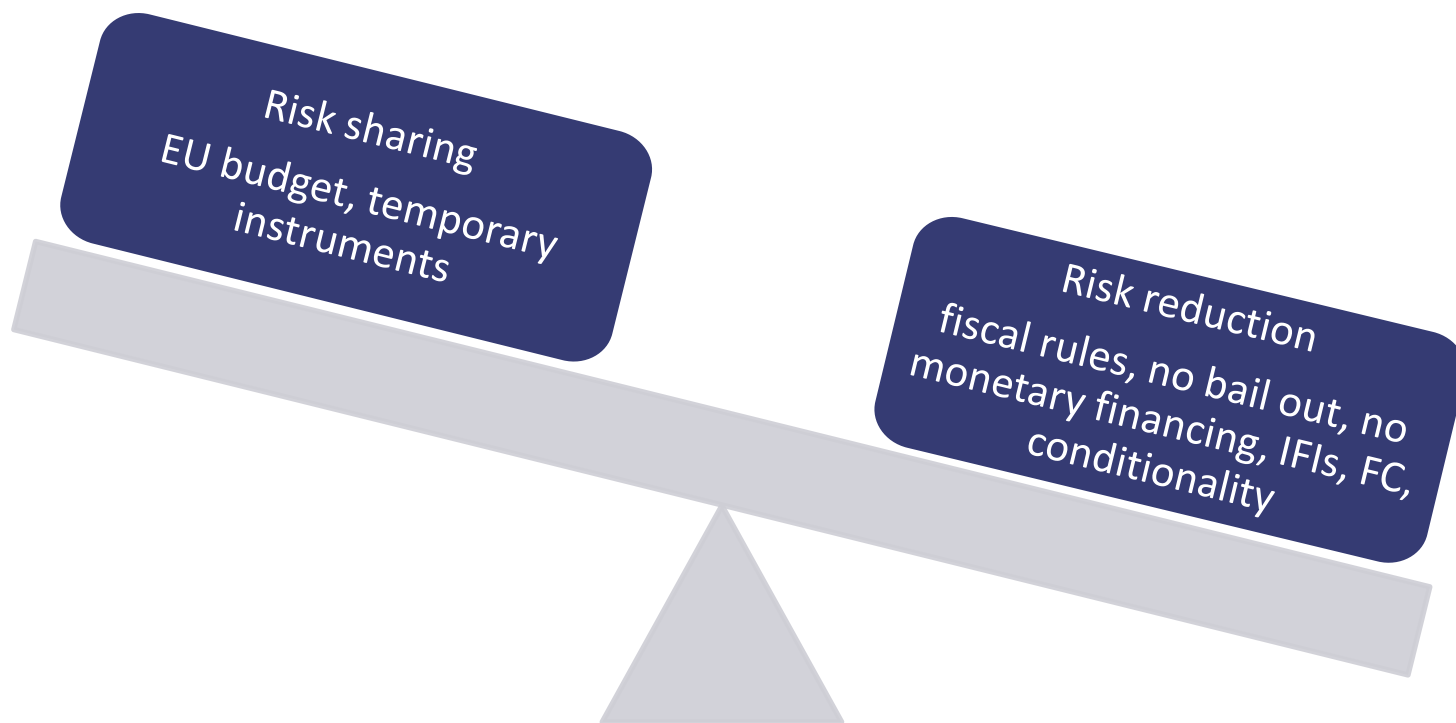 Risk sharing
EU budget, temporary
instruments
Risk reduction
fiscal rules, no bail out, no
monetary financing, IFIs, FC,
conditionality